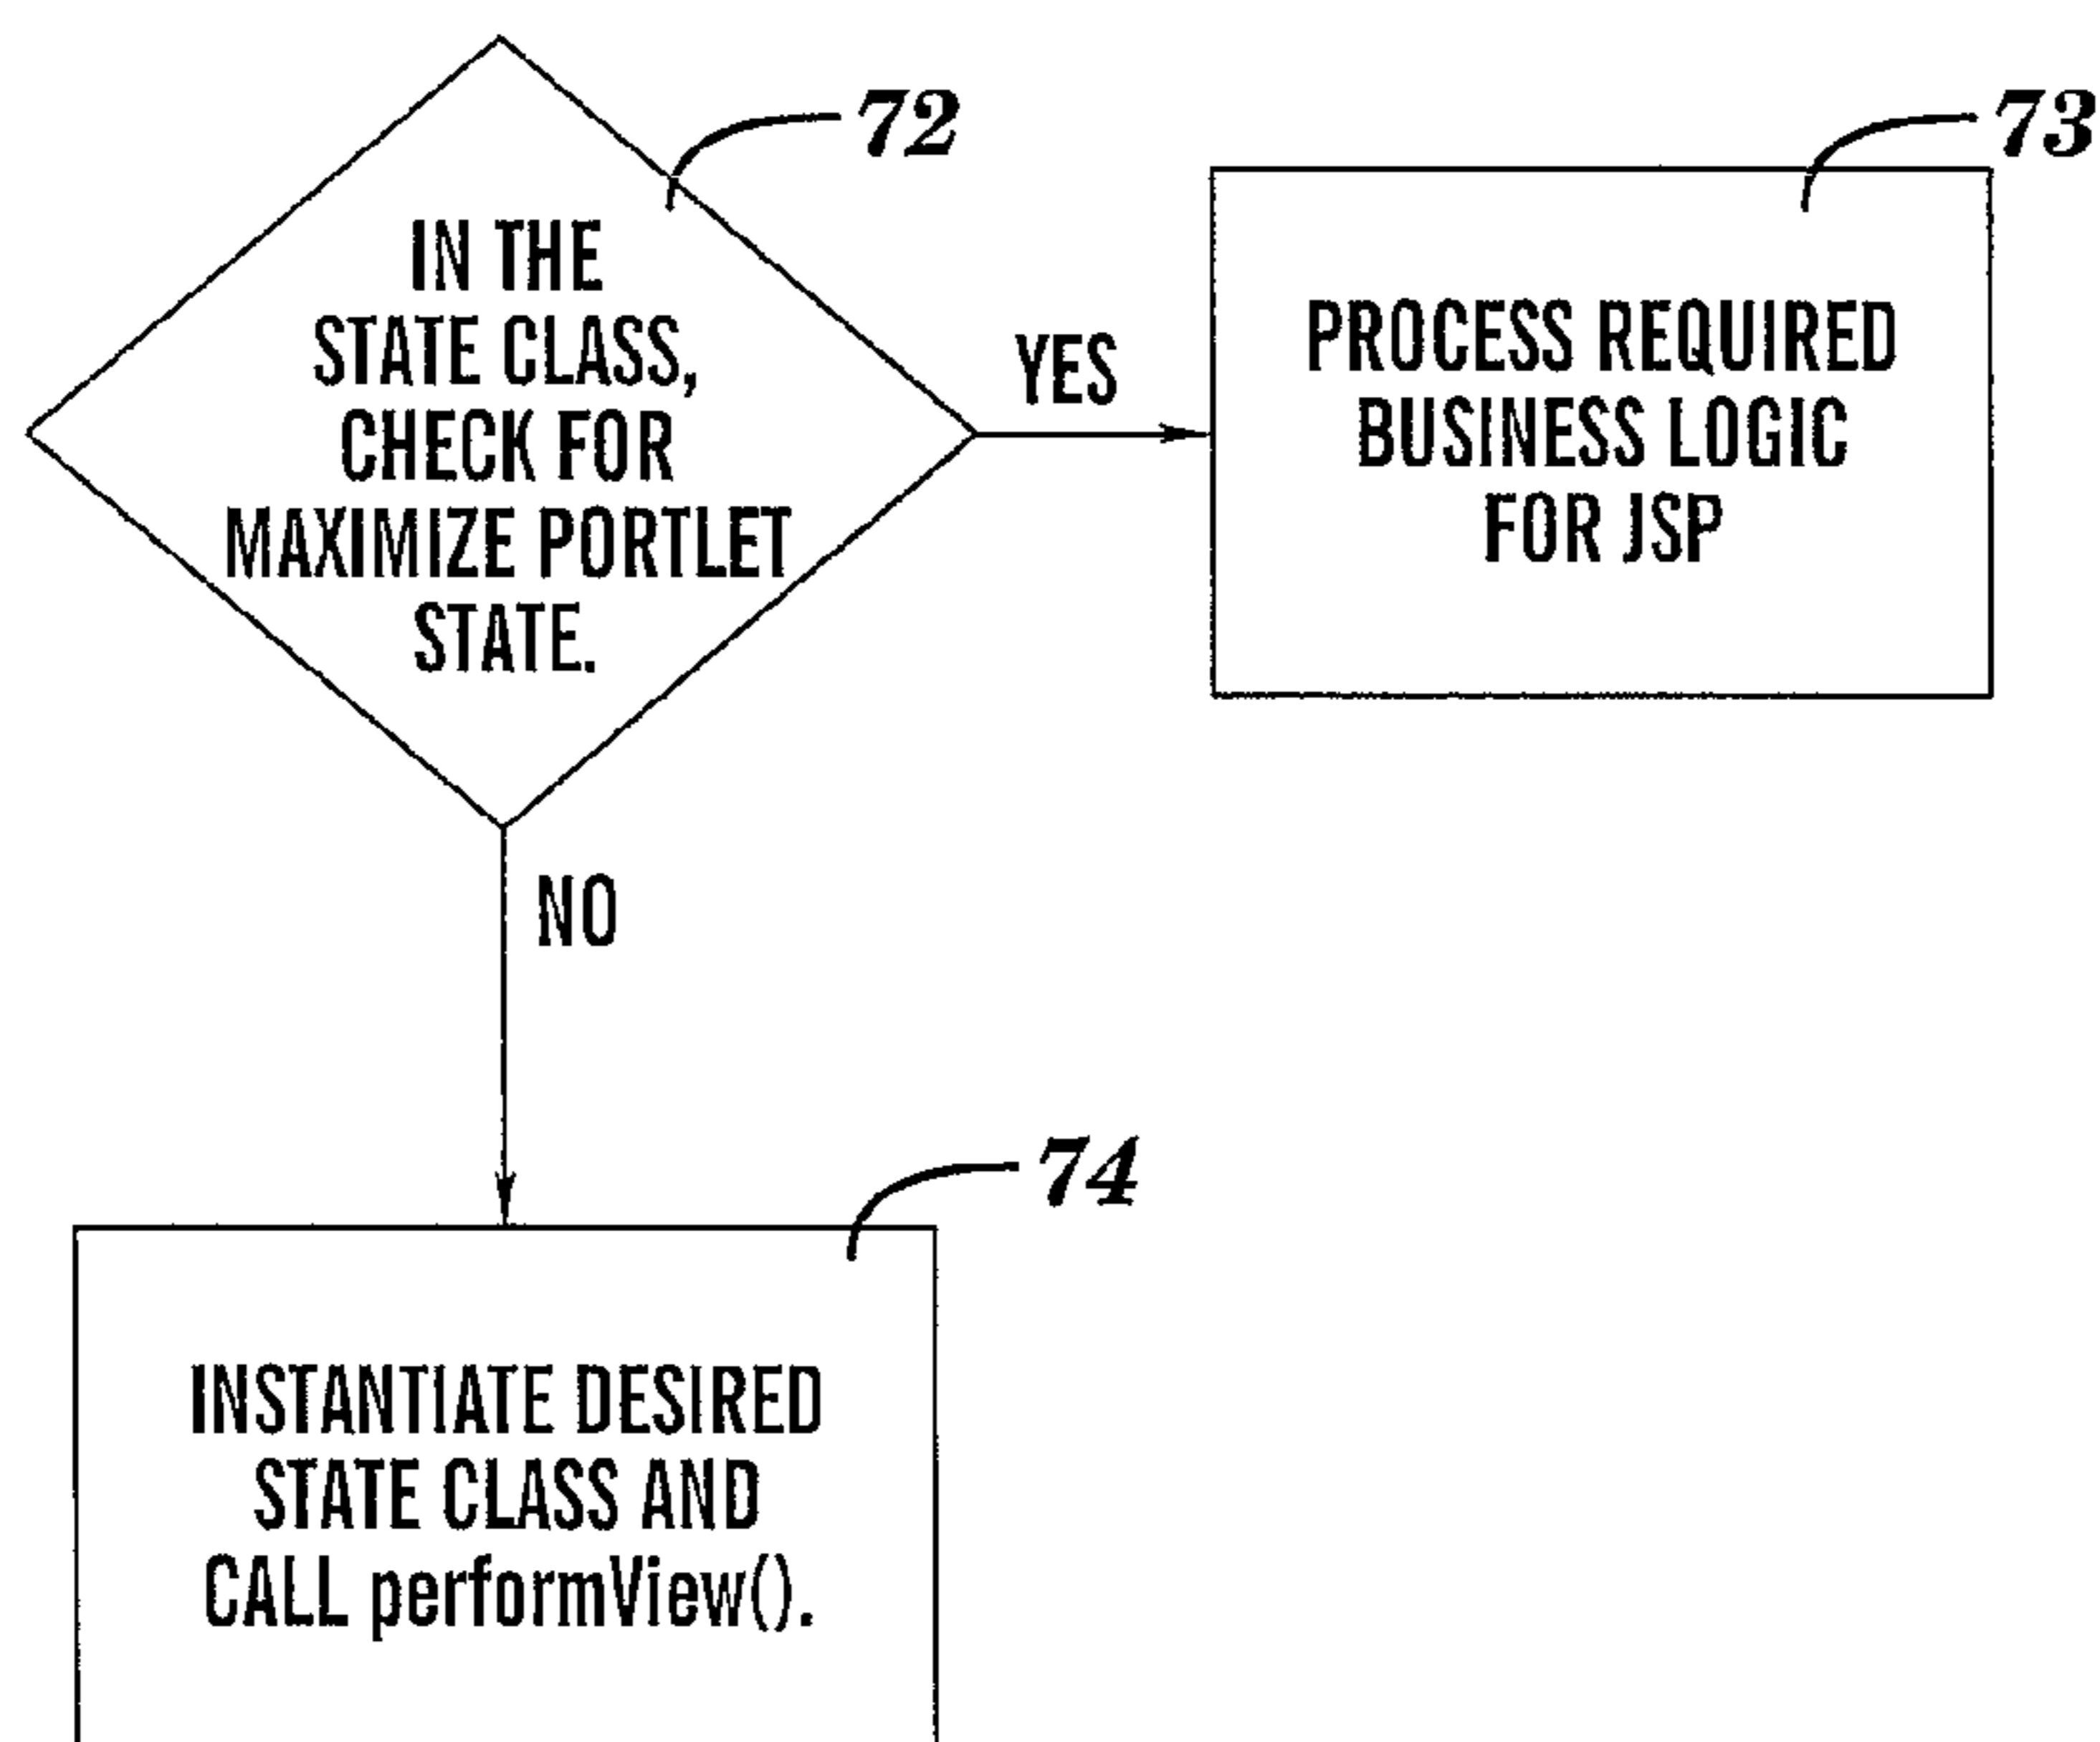 72
IN THE
STATE CLASS,
CHECK FOR
MAXIMIZE PORTLET
STATE.
YES
73
PROCESS REQUIRED
BUSINESS LOGIC
FOR JSP
NO
74
INSTANTIATE DESIRED
STATE CLASS AND
CALL performView().